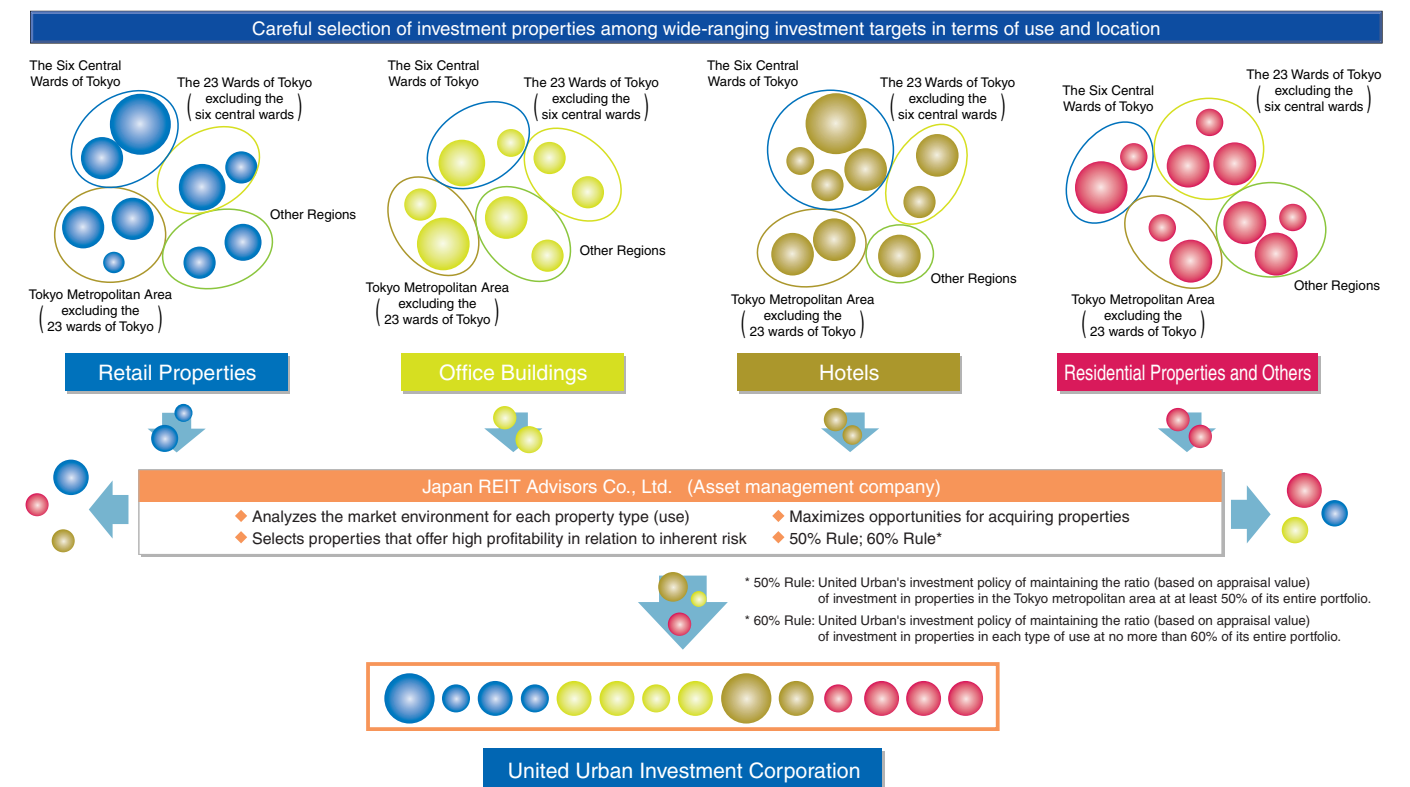 Careful selection of investment properties among wide-ranging investment targets in terms of use and location
The Six Central
Wards of Tokyo
The 23 Wards of Tokyo
( excluding the
six central wards )
Other Regions
Tokyo Metropolitan Area
( excluding the
23 wards of Tokyo )
Retail Properties
The Six Central
Wards of Tokyo
The 23 Wards of Tokyo
( excluding the
six central wards )
Other Regions
Tokyo Metropolitan Area
( excluding the
23 wards of Tokyo )
Office Buildings
The Six Central
Wards of Tokyo
The 23 Wards of Tokyo
( excluding the
six central wards )
Other Regions
Tokyo Metropolitan Area
( excluding the
23 wards of Tokyo )
Hotels
The Six Central
Wards of Tokyo
The 23 Wards of Tokyo
( excluding the
six central wards )
Other Regions
Tokyo Metropolitan Area
( excluding the
23 wards of Tokyo )
Residential Properties and Others
Japan REIT Advisors Co., Ltd. (Asset management company)
◆ Analyzes the market environment for each property type (use)
◆ Selects properties that offer high profitability in relation to inherent risk
◆ Maximizes opportunities for acquiring properties
◆ 50% Rule; 60% Rule*
* 50% Rule: United Urban's investment policy of maintaining the ratio (based on appraisal value)
of investment in properties in the Tokyo metropolitan area at at least 50% of its entire portfolio.
* 60% Rule: United Urban's investment policy of maintaining the ratio (based on appraisal value)
of investment in properties in each type of use at no more than 60% of its entire portfolio.
United Urban Investment Corporation